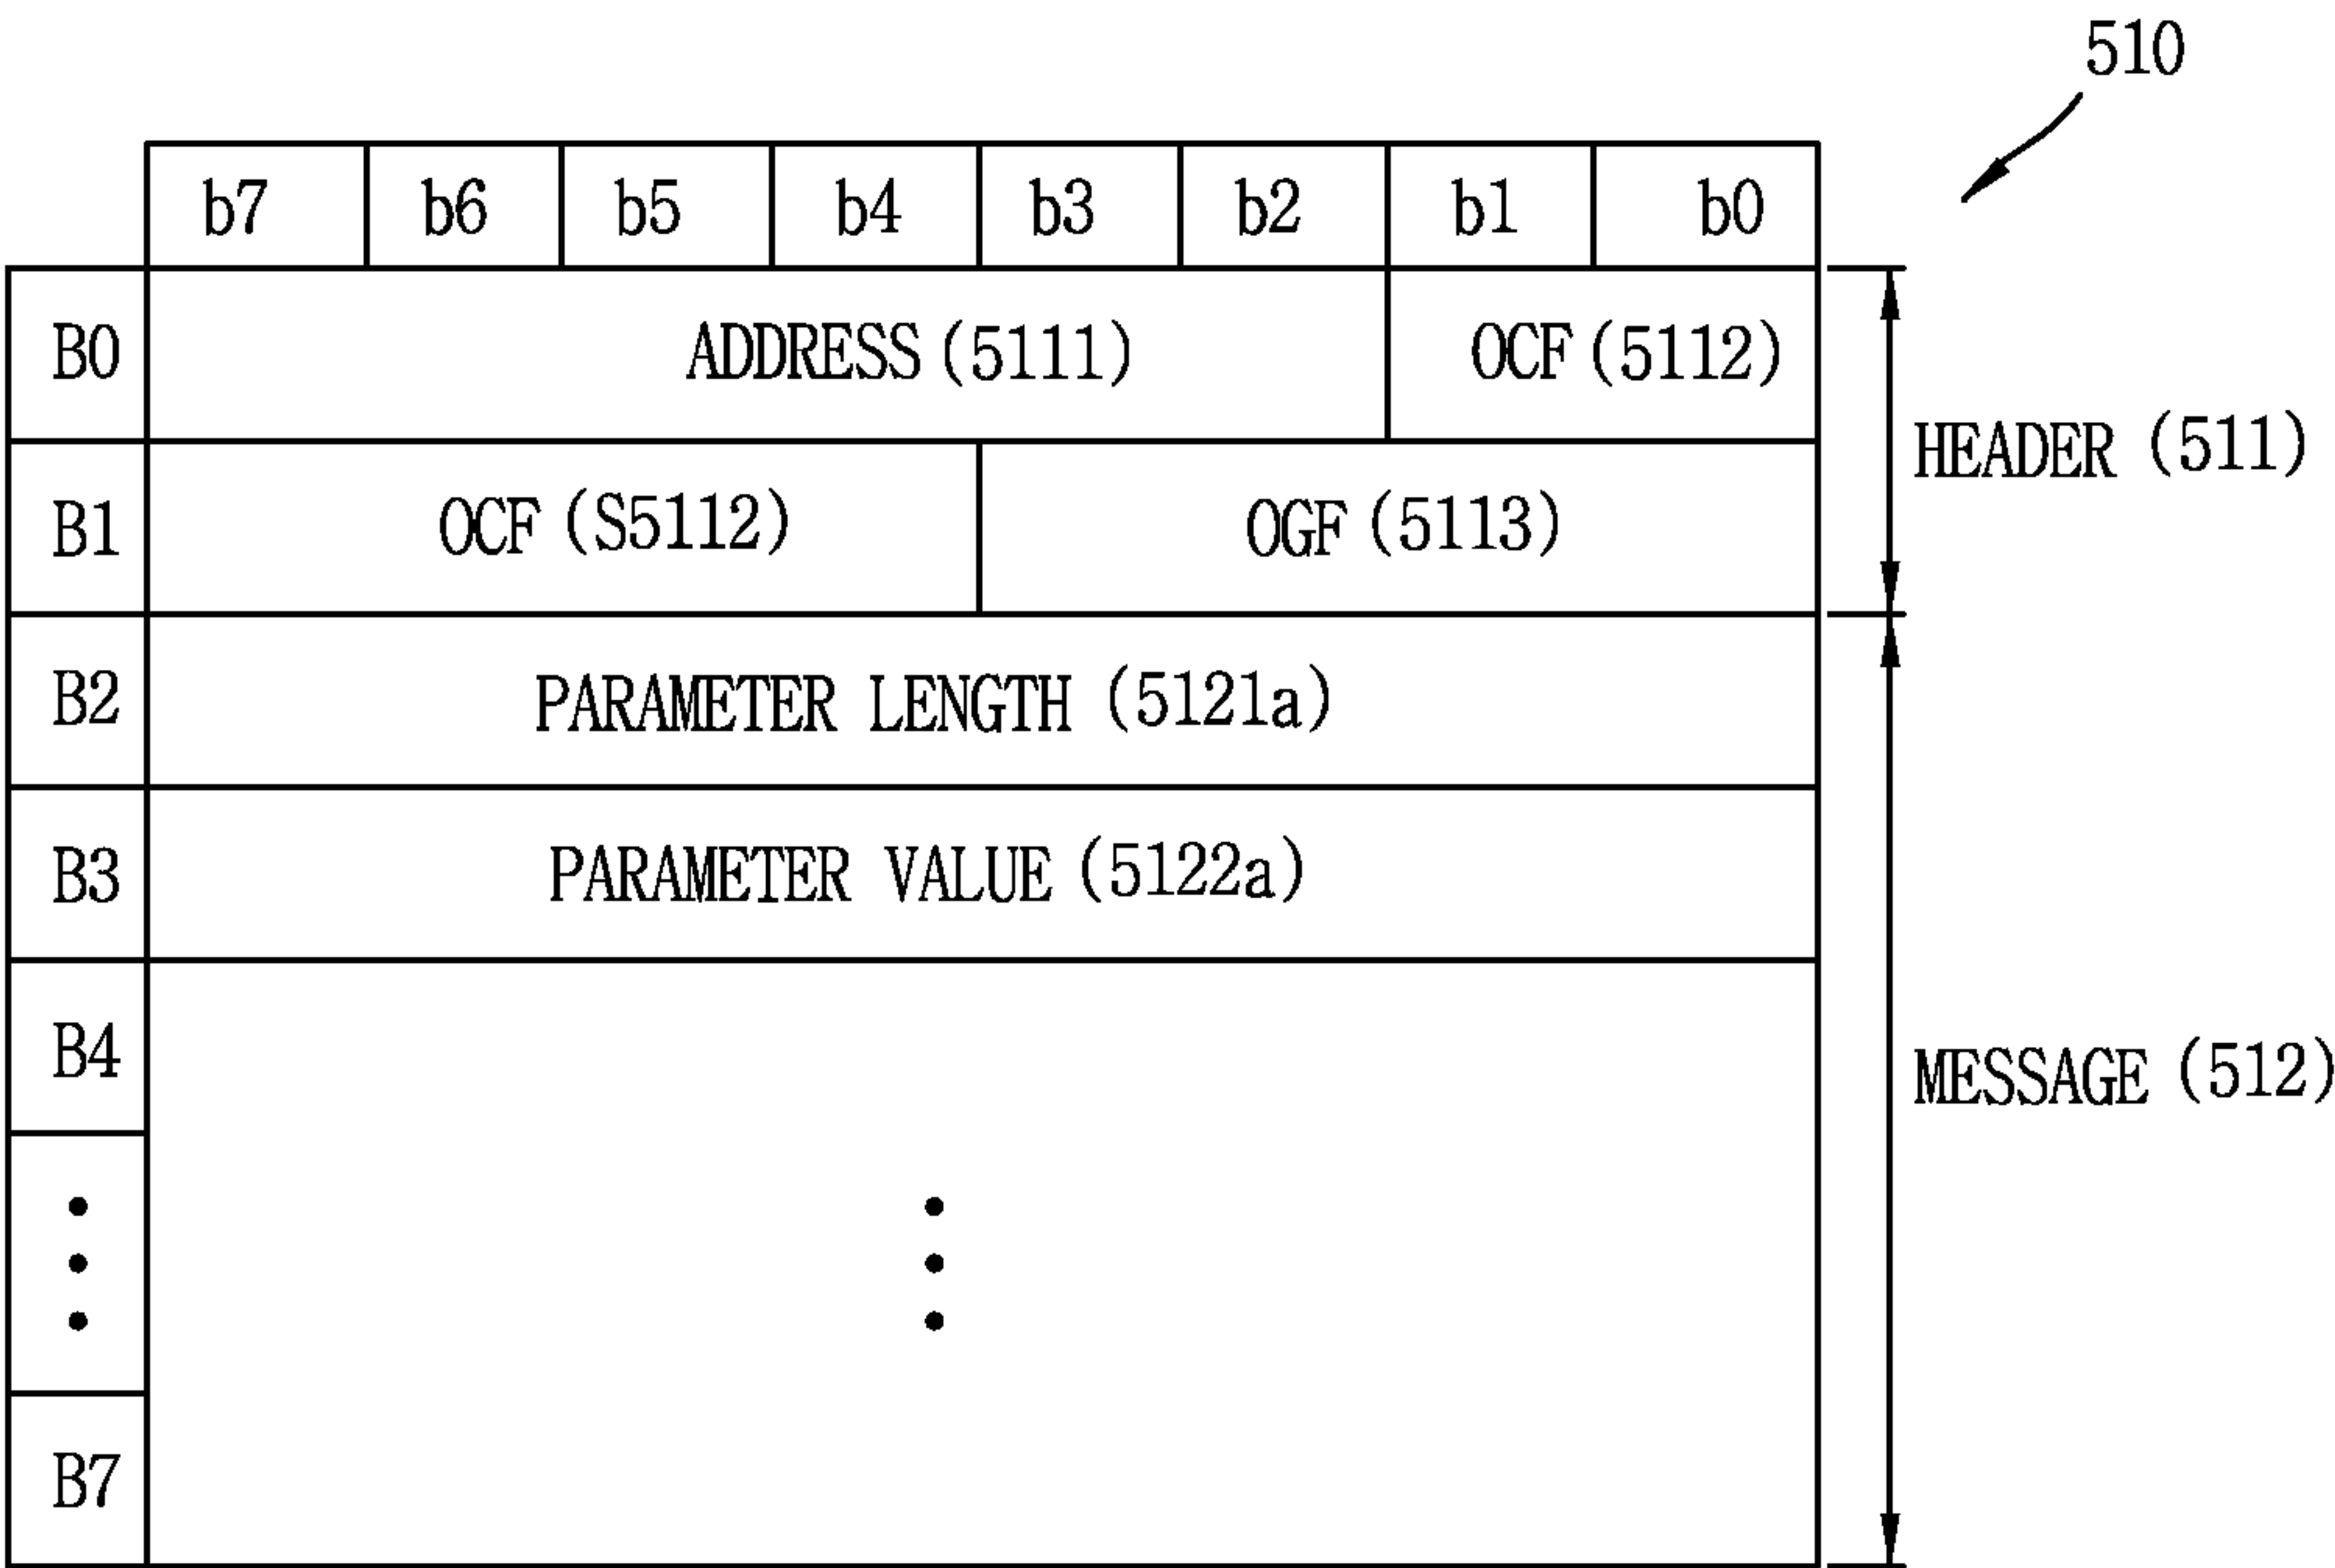 510
b7 b6 b5 b4 b3 b2 b1 b0
B0 ADDRESS (5111) OCF (5112)
HEADER (511)
B1 OCF (S5112) OGF (5113)
B2 PARAMETER LENGTH (5121a)
B3 PARAMETER VALUE (5122a)
B4
MESSAGE (512)
B7